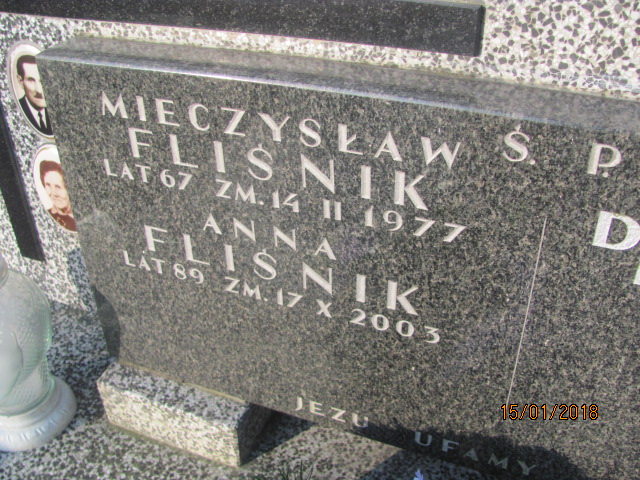 Ś. P.
MIECZYSŁAW
FLIŚNIK
LAT 67 ZM. 14 II 1977
ANNA
FLIŚNIK
LAT 89 ZM. 17 X 2003
JEZU UFAMY
15/01/2018